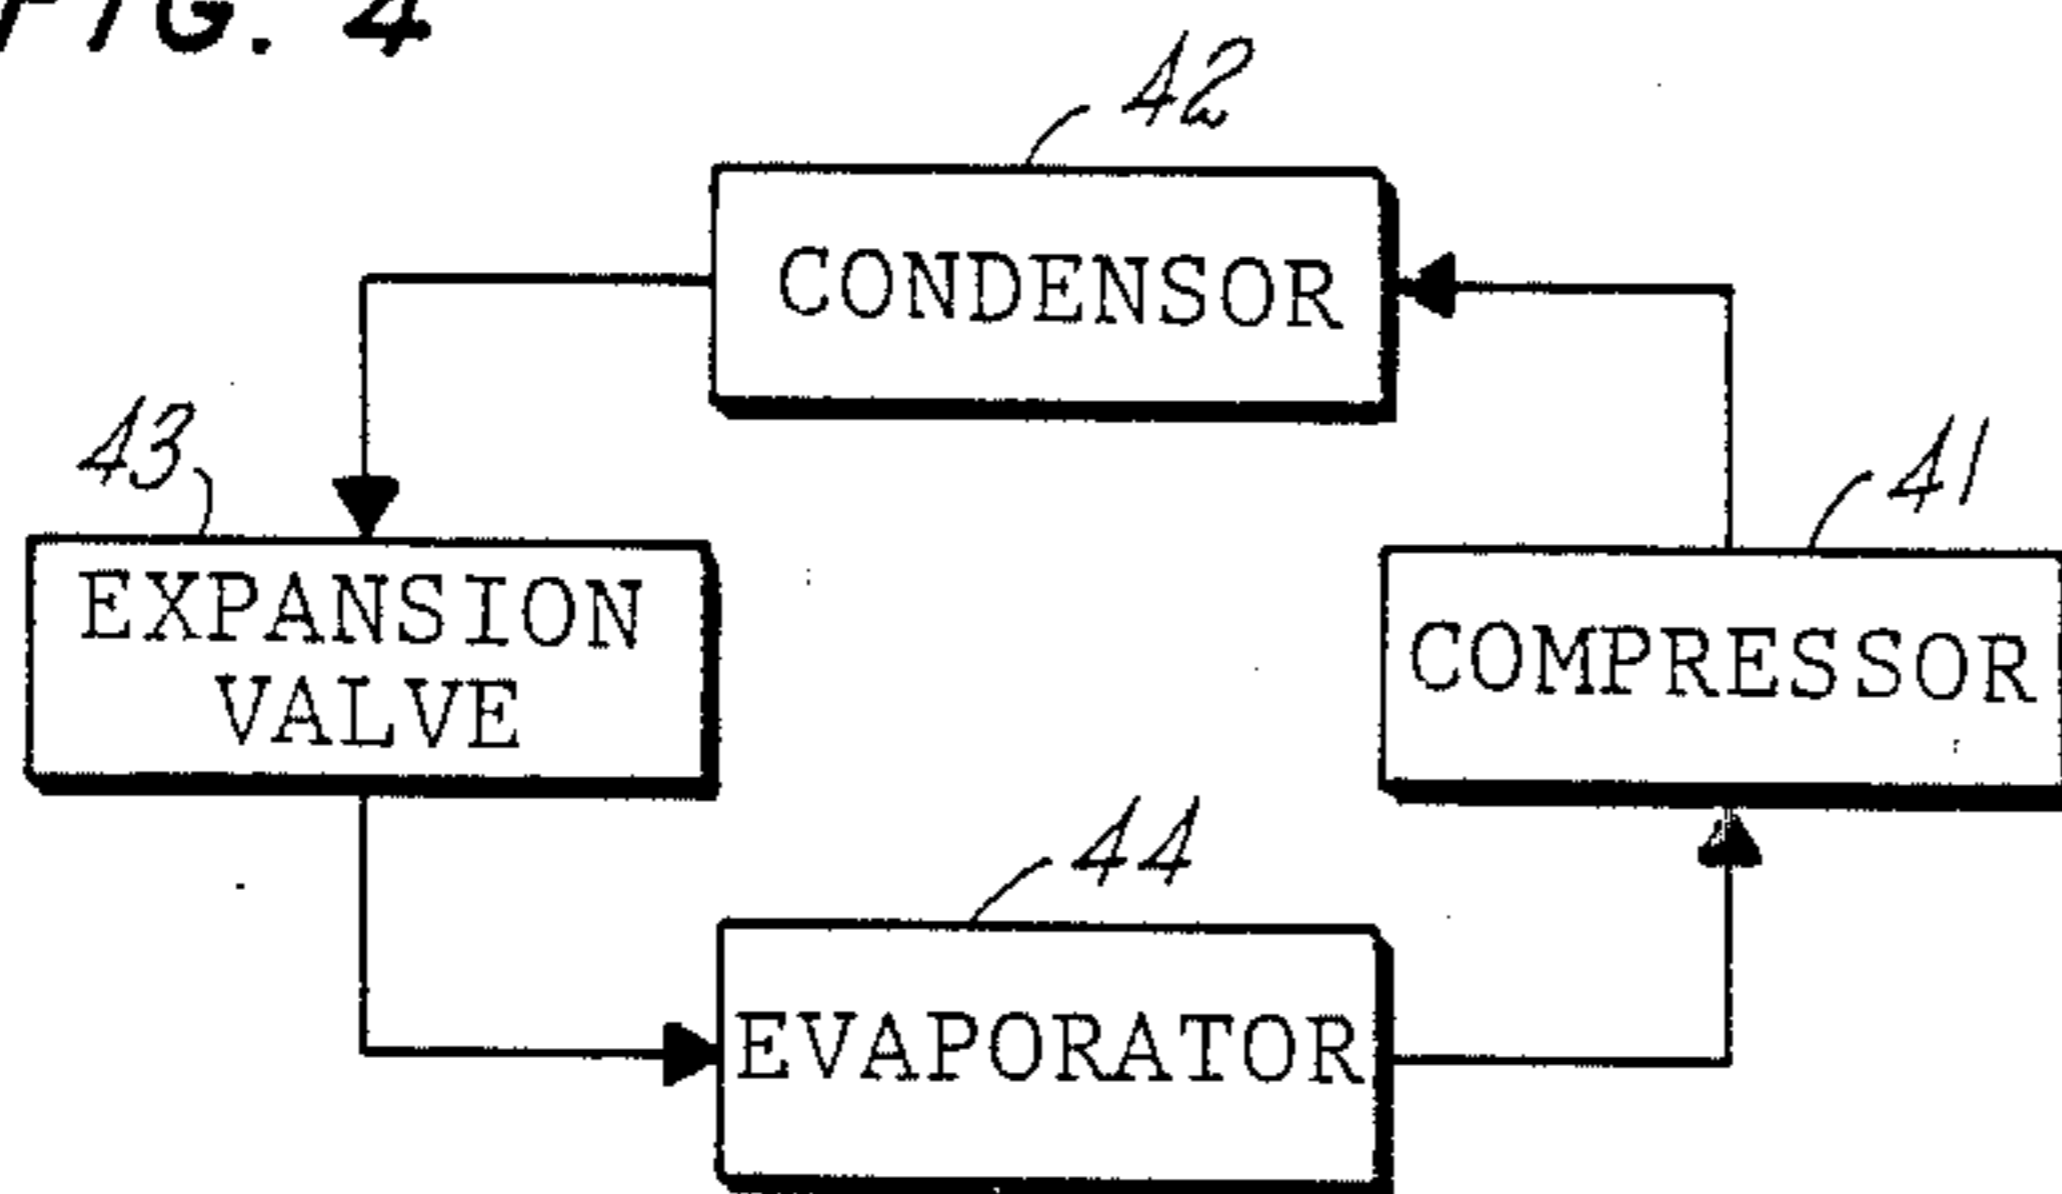 FIG. 4
42
CONDENSOR
43
41
EXPANSION
VALVE
COMPRESSOR
44
EVAPORATOR